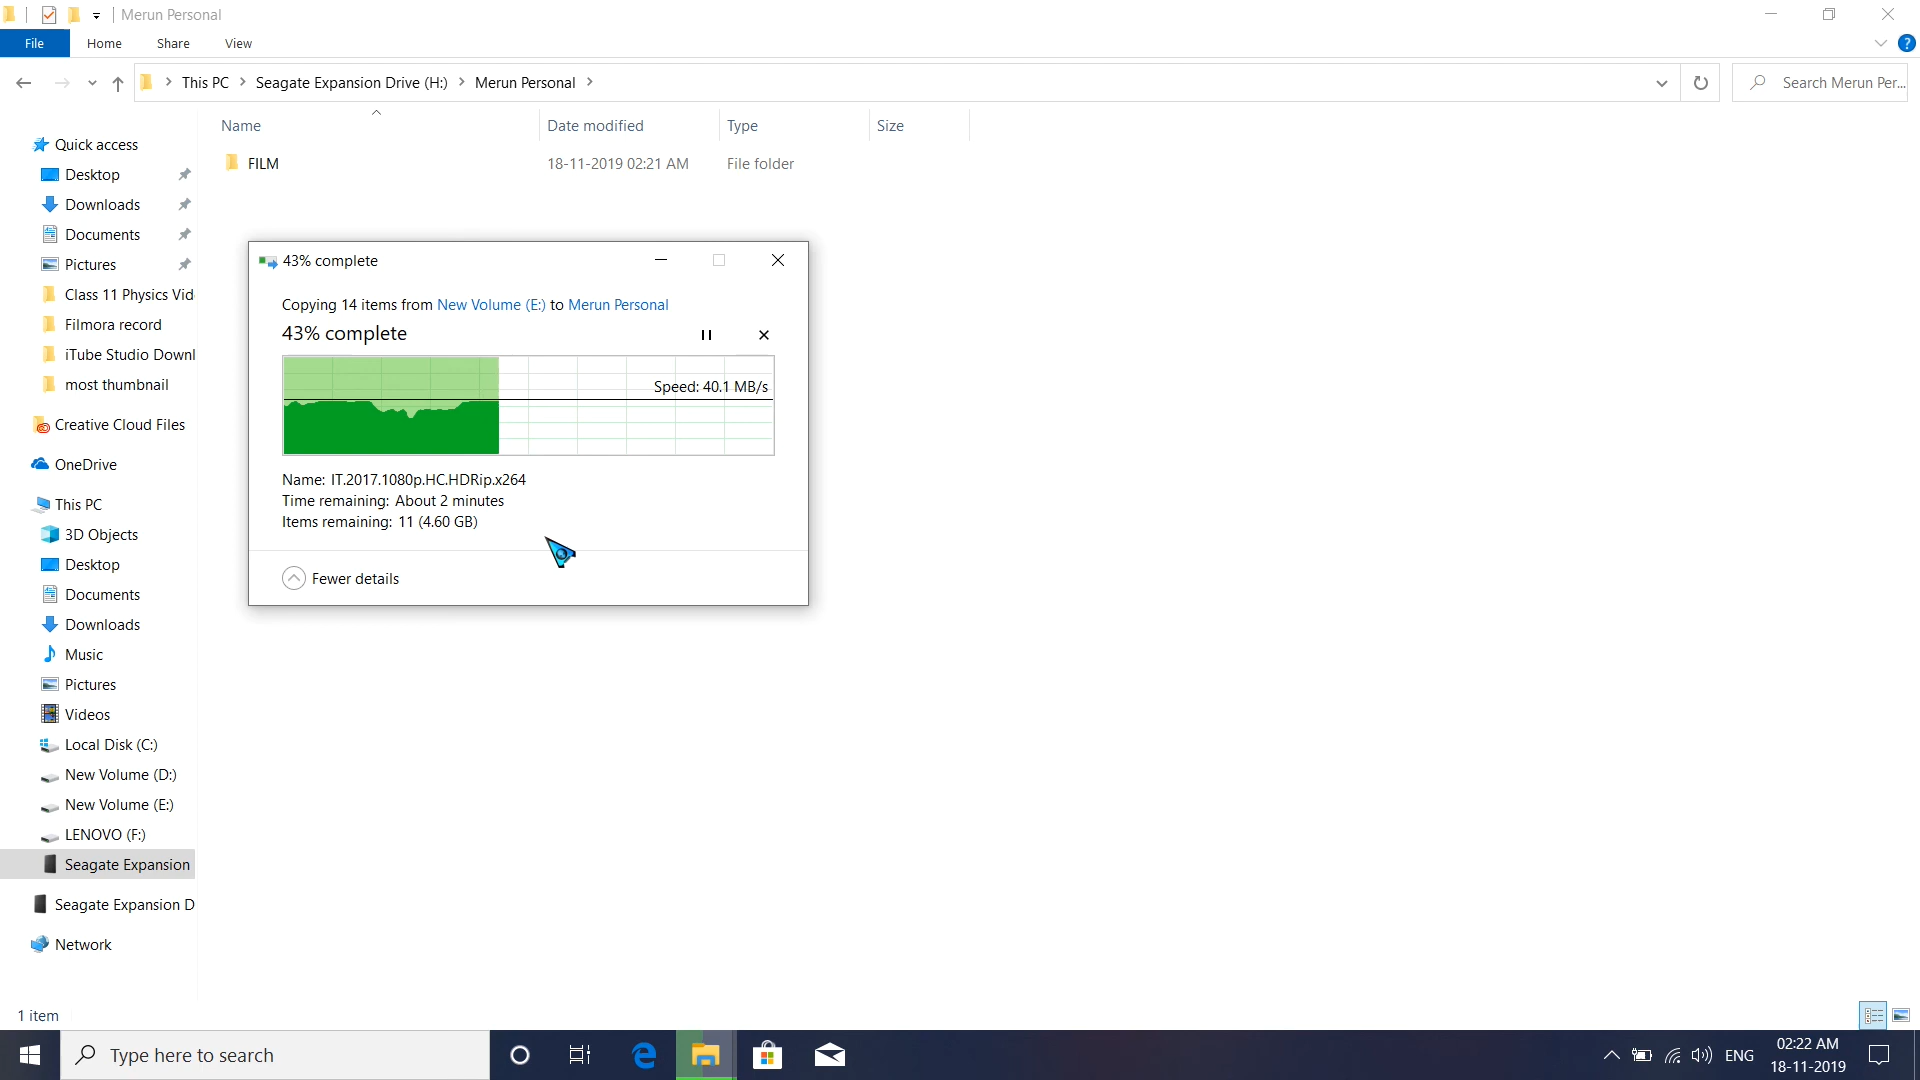 Merun Personal
File Home Share View
This PC Seagate Expansion Drive (H:) Merun Personal
Search Merun Per...
Name Date modified Type Size
FILM 18-11-2019 02:21 AM File folder
Quick access
Desktop
Downloads
Documents
Pictures
Class 11 Physics Vid
Filmora record
iTube Studio Downl
most thumbnail
Creative Cloud Files
OneDrive
This PC
3D Objects
Desktop
Documents
Downloads
Music
Pictures
Videos
Local Disk (C:)
New Volume (D:)
New Volume (E:)
LENOVO (F:)
Seagate Expansion
Seagate Expansion D
Network
43% complete
Copying 14 items from New Volume (E:) to Merun Personal
43% complete
Speed: 40.1 MB/s
Name: IT.2017.1080p.HC.HDRip.x264
Time remaining: About 2 minutes
Items remaining: 11 (4.60 GB)
Fewer details
1 item
Type here to search
ENG
02:22 AM
18-11-2019